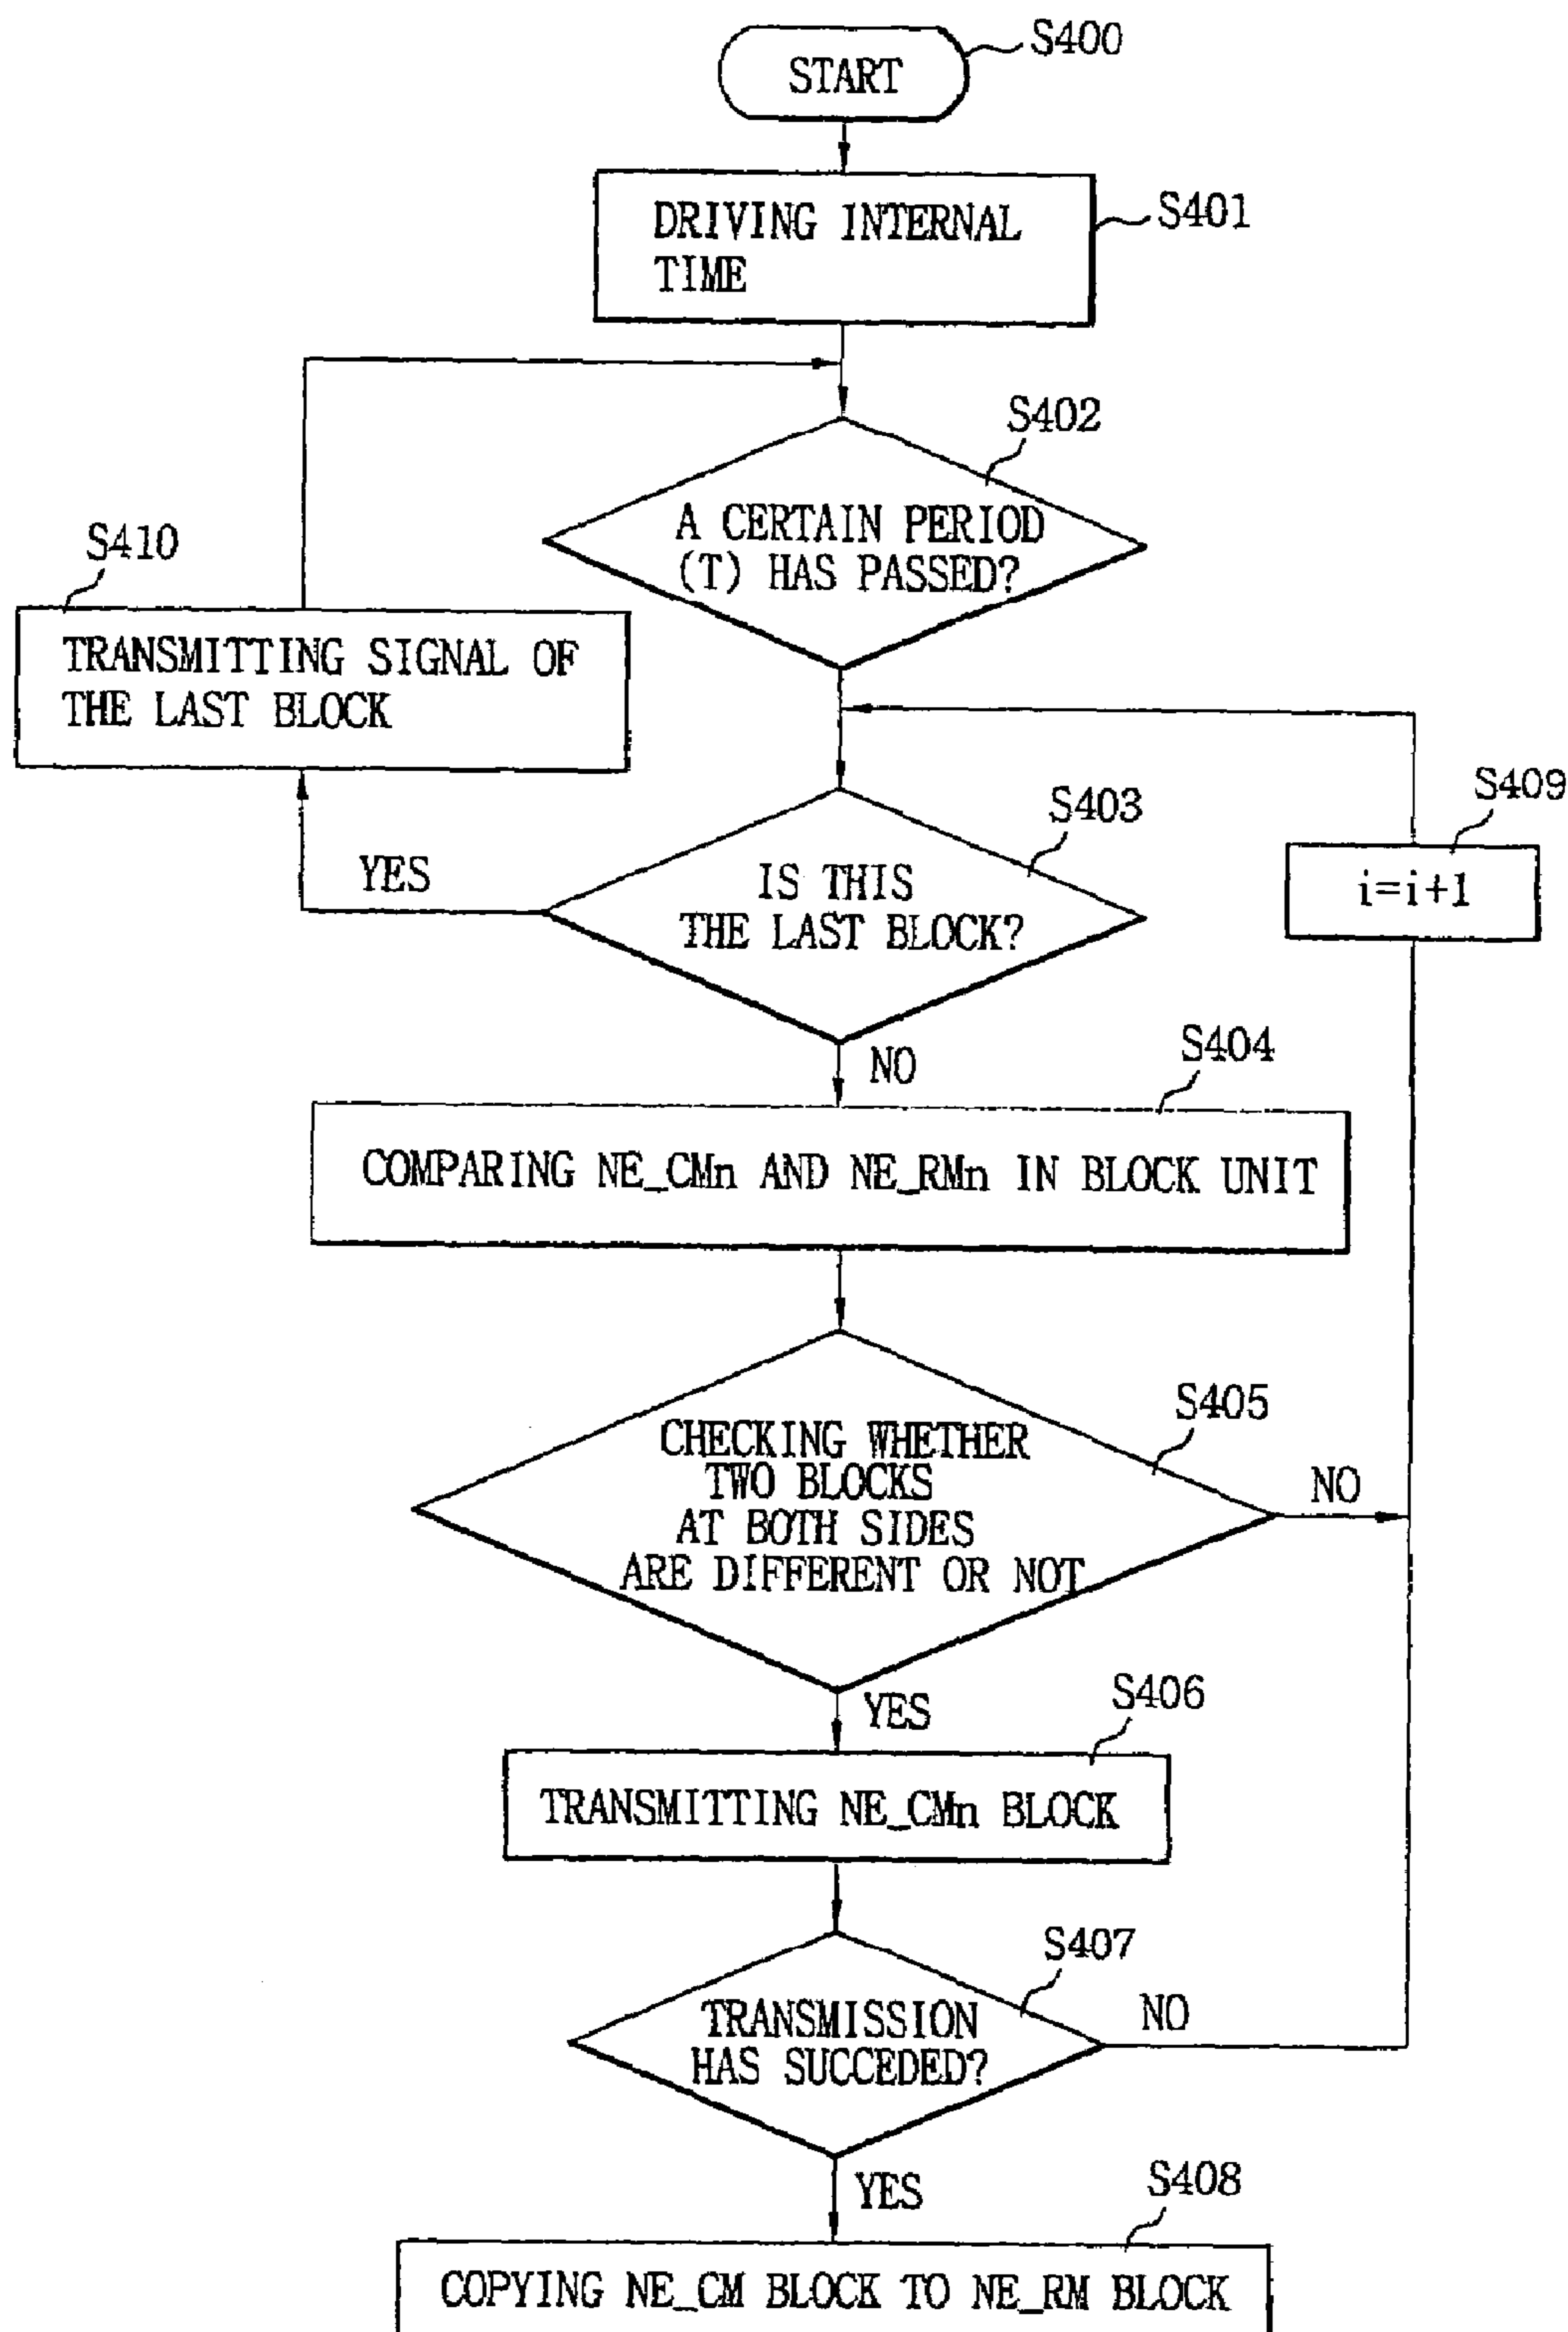 START
S400
DRIVING INTERNAL
TIME
S401
S402
A CERTAIN PERIOD
(T) HAS PASSED?
S410
TRANSMITTING SIGNAL OF
THE LAST BLOCK
S403
IS THIS
THE LAST BLOCK?
YES
S409
i=i+1
NO
S404
COMPARING NE_CMn AND NE_RMn IN BLOCK UNIT
S405
CHECKING WHETHER
TWO BLOCKS
AT BOTH SIDES
ARE DIFFERENT OR NOT
NO
YES
S406
TRANSMITTING NE_CMn BLOCK
S407
TRANSMISSION
HAS SUCCEDED?
NO
YES
S408
COPYING NE_CM BLOCK TO NE_RM BLOCK